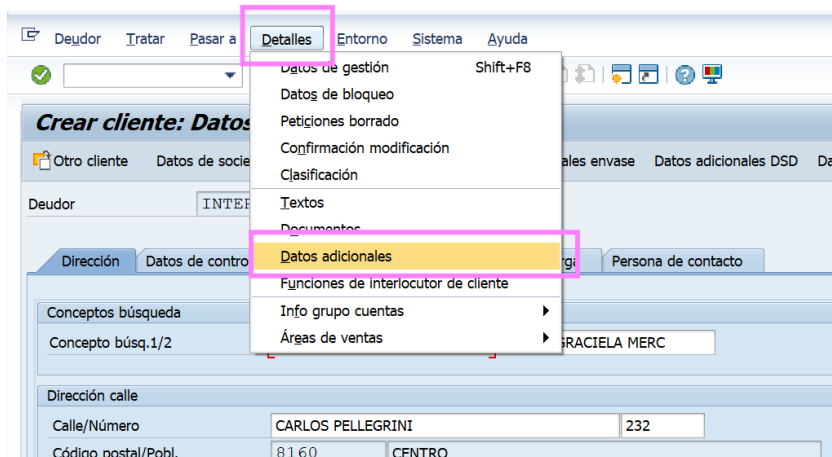 Deudor Tratar Pasar a Detalles Entorno Sistema Ayuda
Datos de gestión Shift+F8
Datos de bloqueo
Crear cliente: Datos
Peticiones borrado
Confirmación modificación
Otro cliente Datos de socie ales envase Datos adicionales DSD Da
Clasificación
Deudor INTER
Textos
Documentos
Datos adicionales
Dirección Datos de contro rga Persona de contacto
Funciones de interlocutor de cliente
Conceptos búsqueda
Info grupo cuentas
Áreas de ventas
Concepto búsq.1/2 GRACIELA MERC
Dirección calle
Calle/Número CARLOS PELLEGRINI 232
Código postal/Pobl. 8160 CENTRO